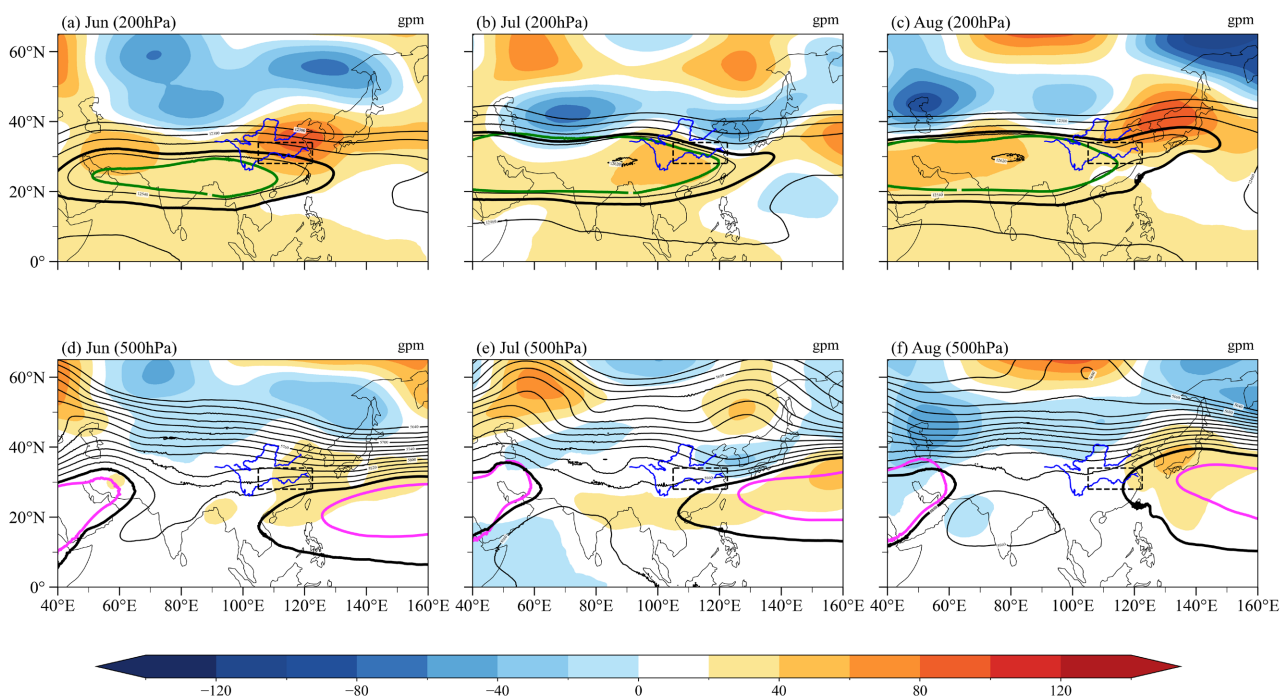 (a) Jun (200hPa) gpm (b) Jul (200hPa) gpm (c) Aug (200hPa) gpm
60°N
40°N
20°N
0°
(d) Jun (500hPa) gpm (e) Jul (500hPa) gpm (f) Aug (500hPa) gpm
60°N
40°N
20°N
0°
40°E 60°E 80°E 100°E 120°E 140°E 160°E 40°E 60°E 80°E 100°E 120°E 140°E 160°E 40°E 60°E 80°E 100°E 120°E 140°E 160°E
−120 −80 −40 0 40 80 120